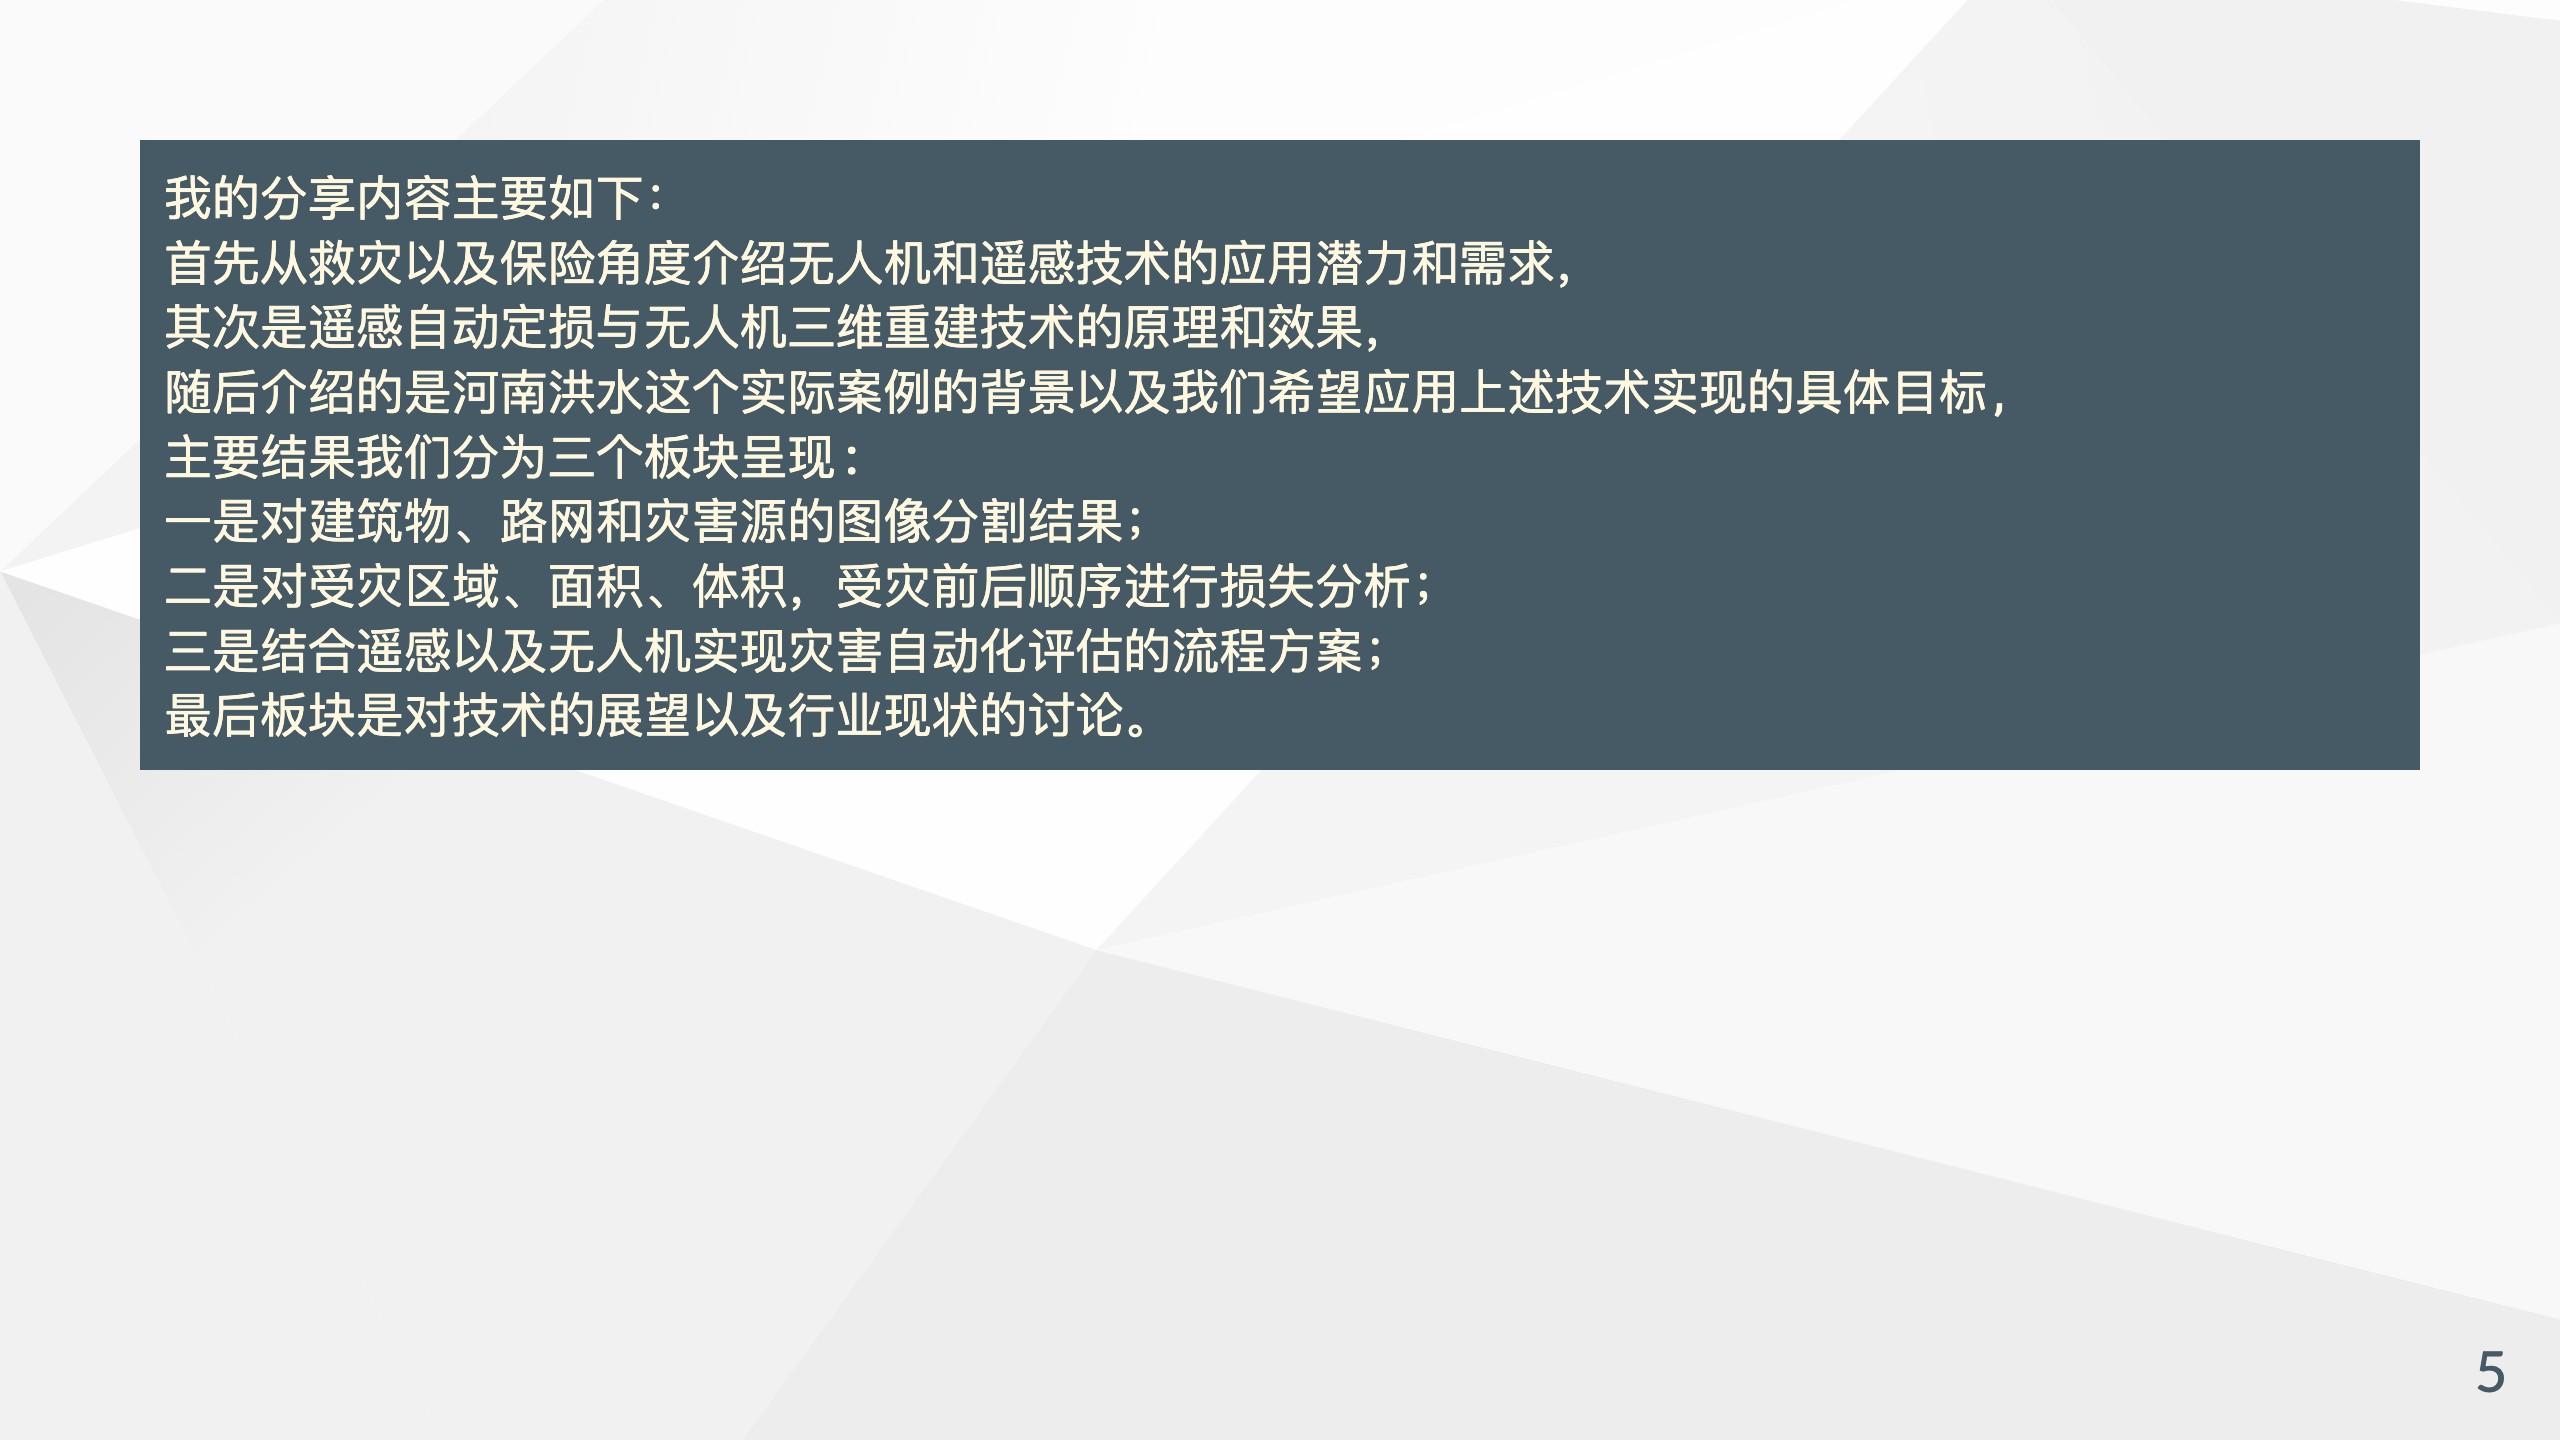 我的分享内容主要如下：
首先从救灾以及保险角度介绍无人机和遥感技术的应用潜力和需求，
其次是遥感自动定损与无人机三维重建技术的原理和效果，
随后介绍的是河南洪水这个实际案例的背景以及我们希望应用上述技术实现的具体目标，
主要结果我们分为三个板块呈现：
一是对建筑物、路网和灾害源的图像分割结果；
二是对受灾区域、面积、体积，受灾前后顺序进行损失分析；
三是结合遥感以及无人机实现灾害自动化评估的流程方案；
最后板块是对技术的展望以及行业现状的讨论。
5